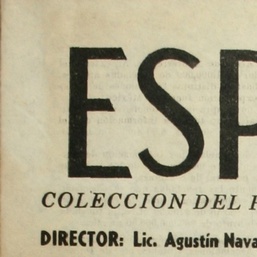 ESP
COLECCION DEL
DIRECTOR: Lic. Agustín Nava